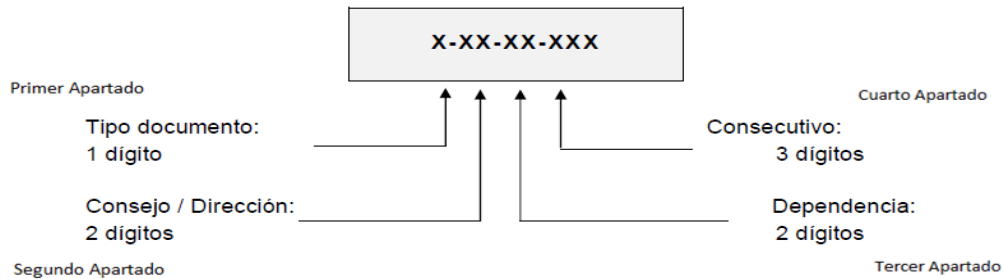 X-XX-XX-XXX
Primer Apartado
Cuarto Apartado
Tipo documento:
1 dígito
Consecutivo:
3 dígitos
Consejo / Dirección:
2 dígitos
Dependencia:
2 dígitos
Segundo Apartado
Tercer Apartado